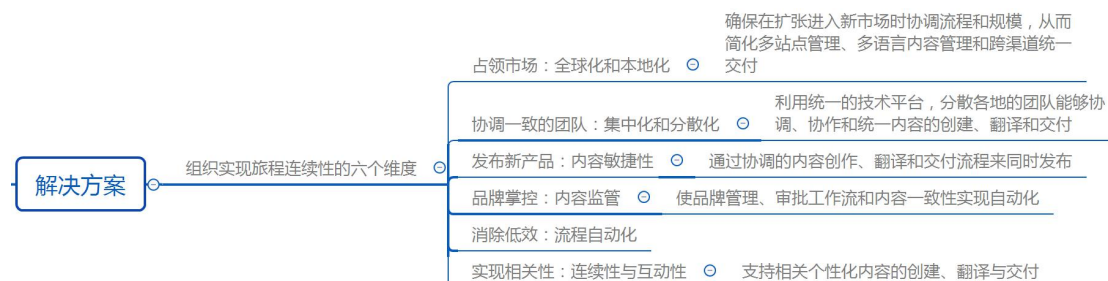 解决方案
组织实现旅程连续性的六个维度
占领市场：全球化和本地化
确保在扩张进入新市场时协调流程和规模，从而
简化多站点管理、多语言内容管理和跨渠道统一
交付
协调一致的团队：集中化和分散化
利用统一的技术平台，分散各地的团队能够协
调、协作和统一内容的创建、翻译和交付
发布新产品：内容敏捷性
通过协调的内容创作、翻译和交付流程来同时发布
品牌掌控：内容监管
使品牌管理、审批工作流和内容一致性实现自动化
消除低效：流程自动化
实现相关性：连续性与互动性
支持相关个性化内容的创建、翻译与交付